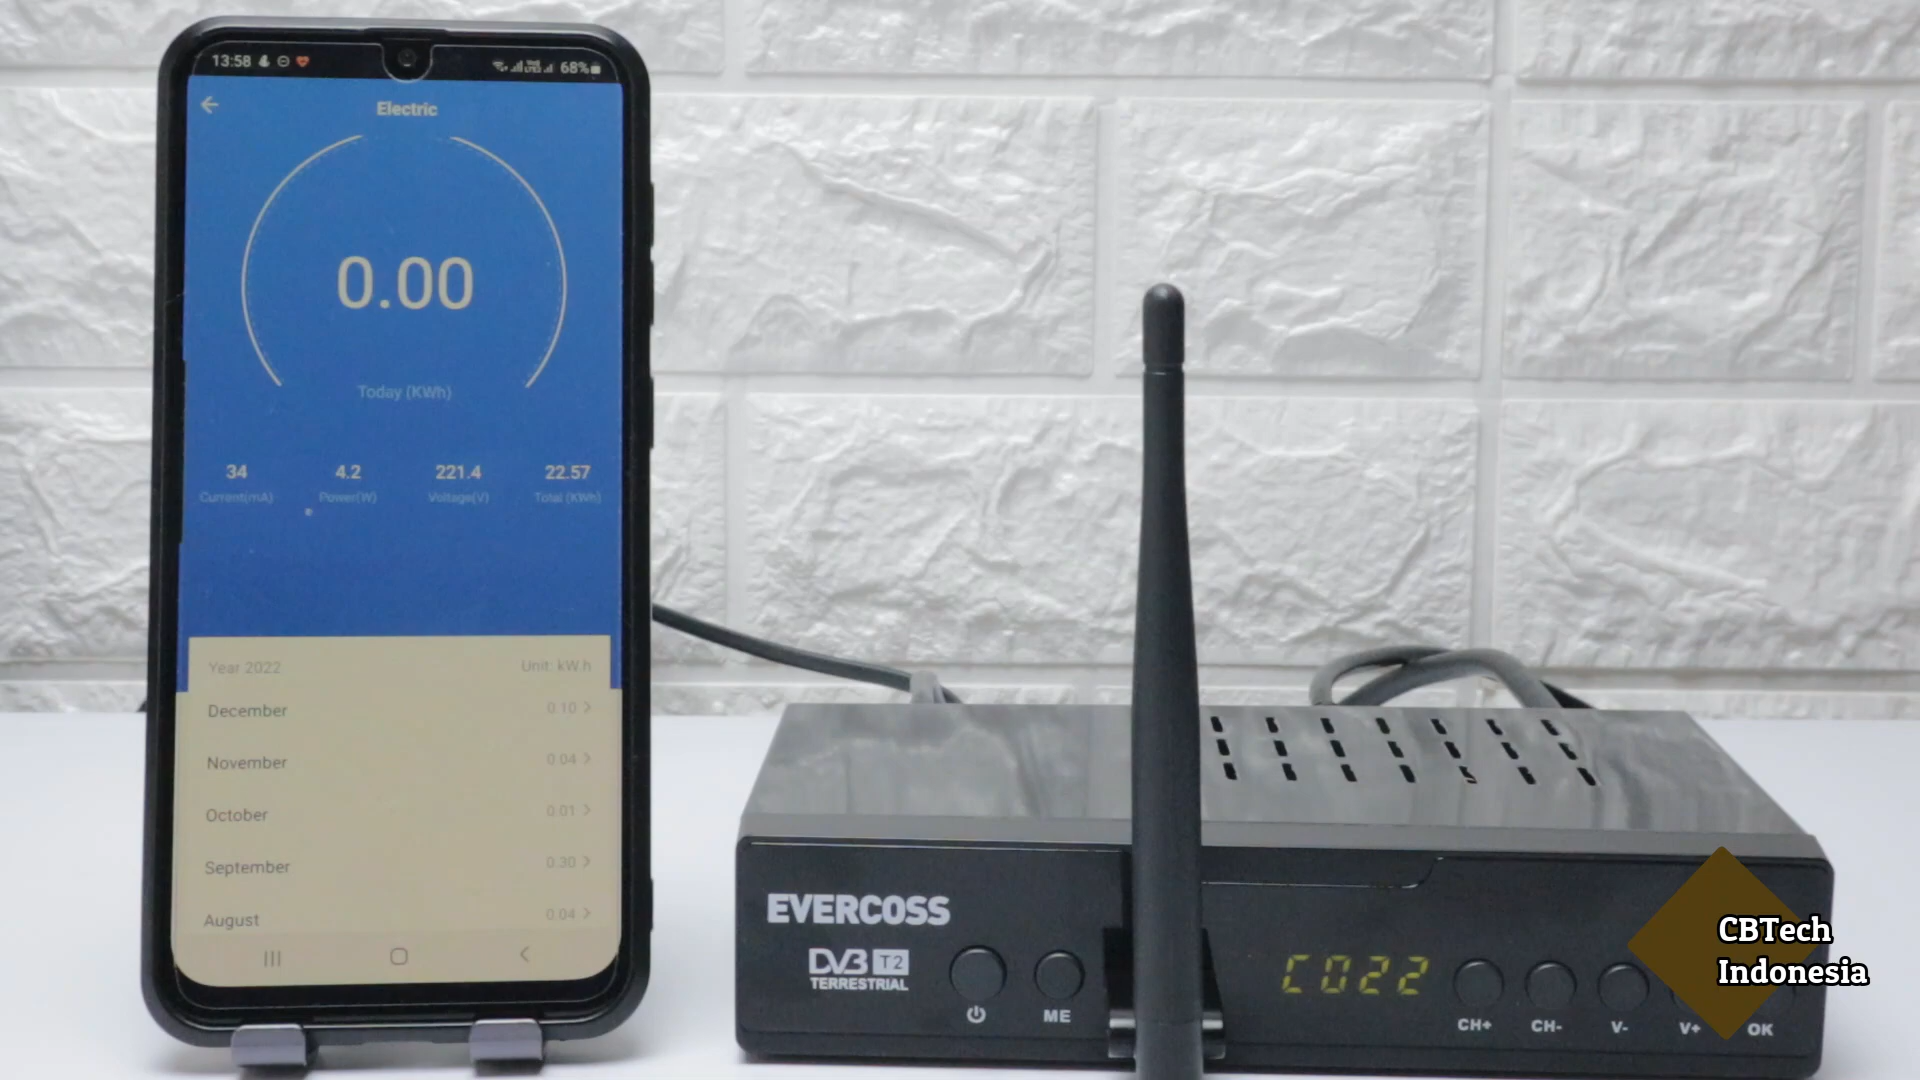 13:58
68%
Electric
0.00
Today (KWh)
34 4.2 221.4 22.57
Current(mA) Power(W) Voltage(V) Total (KWh)
Year 2022 Unit: kW.h
December 0.10
November 0.04
October 0.01
September 0.30
August 0.04
EVERCOSS
DVB T2
TERRESTRIAL
ME
C022
CH+ CH- V- V+ OK
CBTech
Indonesia